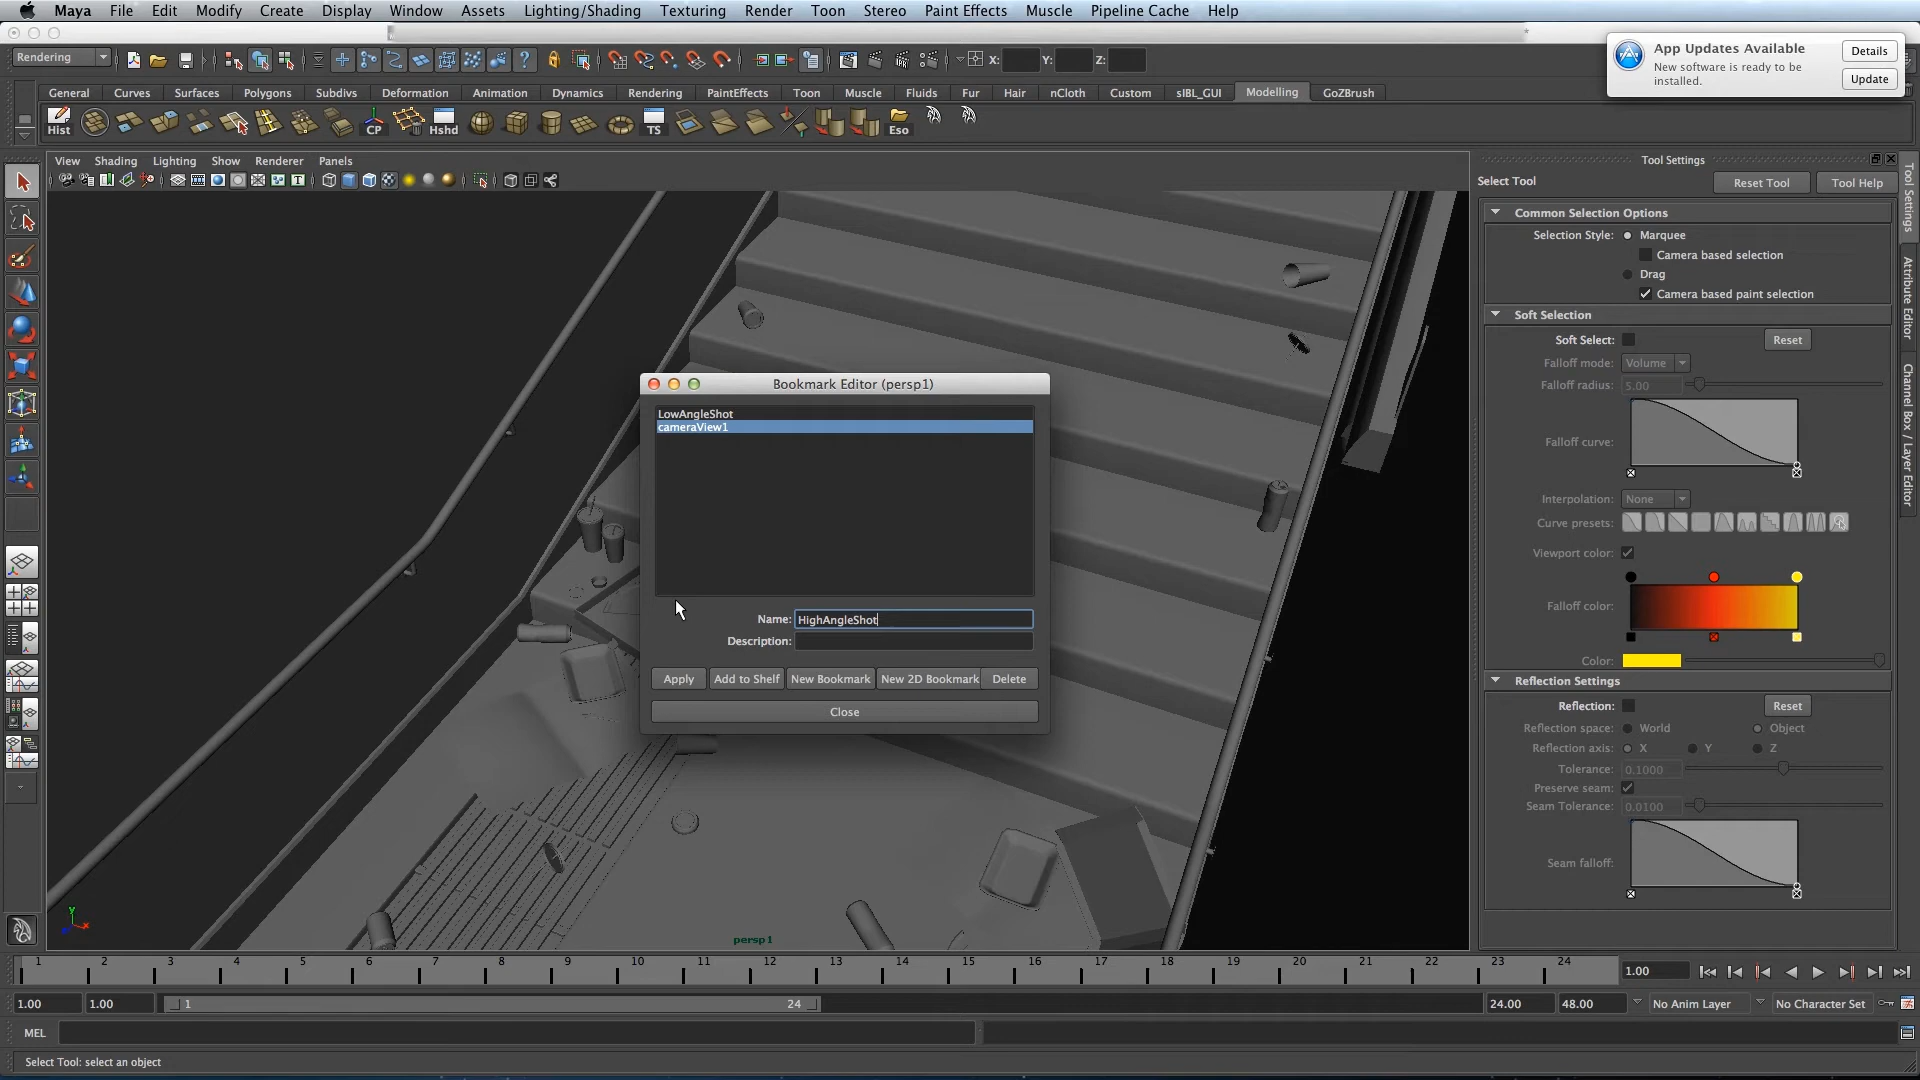 Maya File Edit Modify Create Display Window Assets Lighting/Shading Texturing Render Toon Stereo Paint Effects Muscle Pipeline Cache Help
App Updates Available
New software is ready to be
installed.
Details
Update
Rendering
X: Y: Z:
General Curves Surfaces Polygons Subdivs Deformation Animation Dynamics Rendering PaintEffects Toon Muscle Fluids Fur Hair nCloth Custom sIBL_GUI Modelling GoZBrush
Hist CP Hshd TS Eso
View Shading Lighting Show Renderer Panels
Tool Settings
Select Tool
Reset Tool
Tool Help
Common Selection Options
Selection Style: Marquee
Camera based selection
Drag
Camera based paint selection
Soft Selection
Soft Select:
Reset
Falloff mode: Volume
Falloff radius: 5.00
Falloff curve:
Interpolation: None
Curve presets:
Viewport color:
Falloff color:
Color:
Reflection Settings
Reflection:
Reset
Reflection space: World Object
Reflection axis: X Y Z
Tolerance: 0.1000
Preserve seam:
Seam Tolerance: 0.0100
Seam falloff:
Tool Settings
Attribute Editor
Channel Box / Layer Editor
Bookmark Editor (persp1)
LowAngleShot
cameraView1
Name: HighAngleShot
Description:
Apply
Add to Shelf
New Bookmark
New 2D Bookmark
Delete
Close
y
x
z
persp1
1 2 3 4 5 6 7 8 9 10 11 12 13 14 15 16 17 18 19 20 21 22 23 24
1.00
1.00 1.00 1 24 24.00 48.00 No Anim Layer No Character Set
MEL
Select Tool: select an object